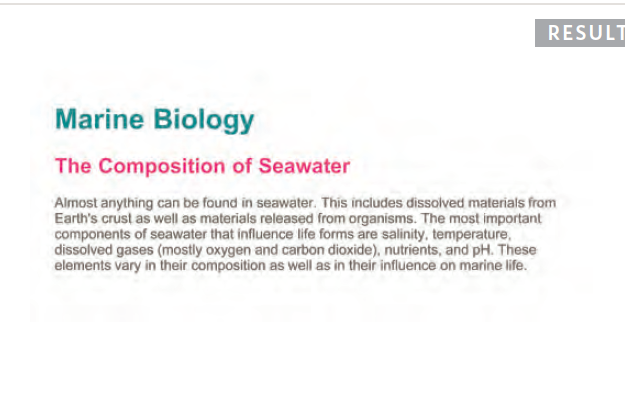 RESULT
Marine Biology
The Composition of Seawater
Almost anything can be found in seawater. This includes dissolved materials from
Earth's crust as well as materials released from organisms. The most important
components of seawater that influence life forms are salinity, temperature,
dissolved gases (mostly oxygen and carbon dioxide), nutrients, and pH. These
elements vary in their composition as well as in their influence on marine life.